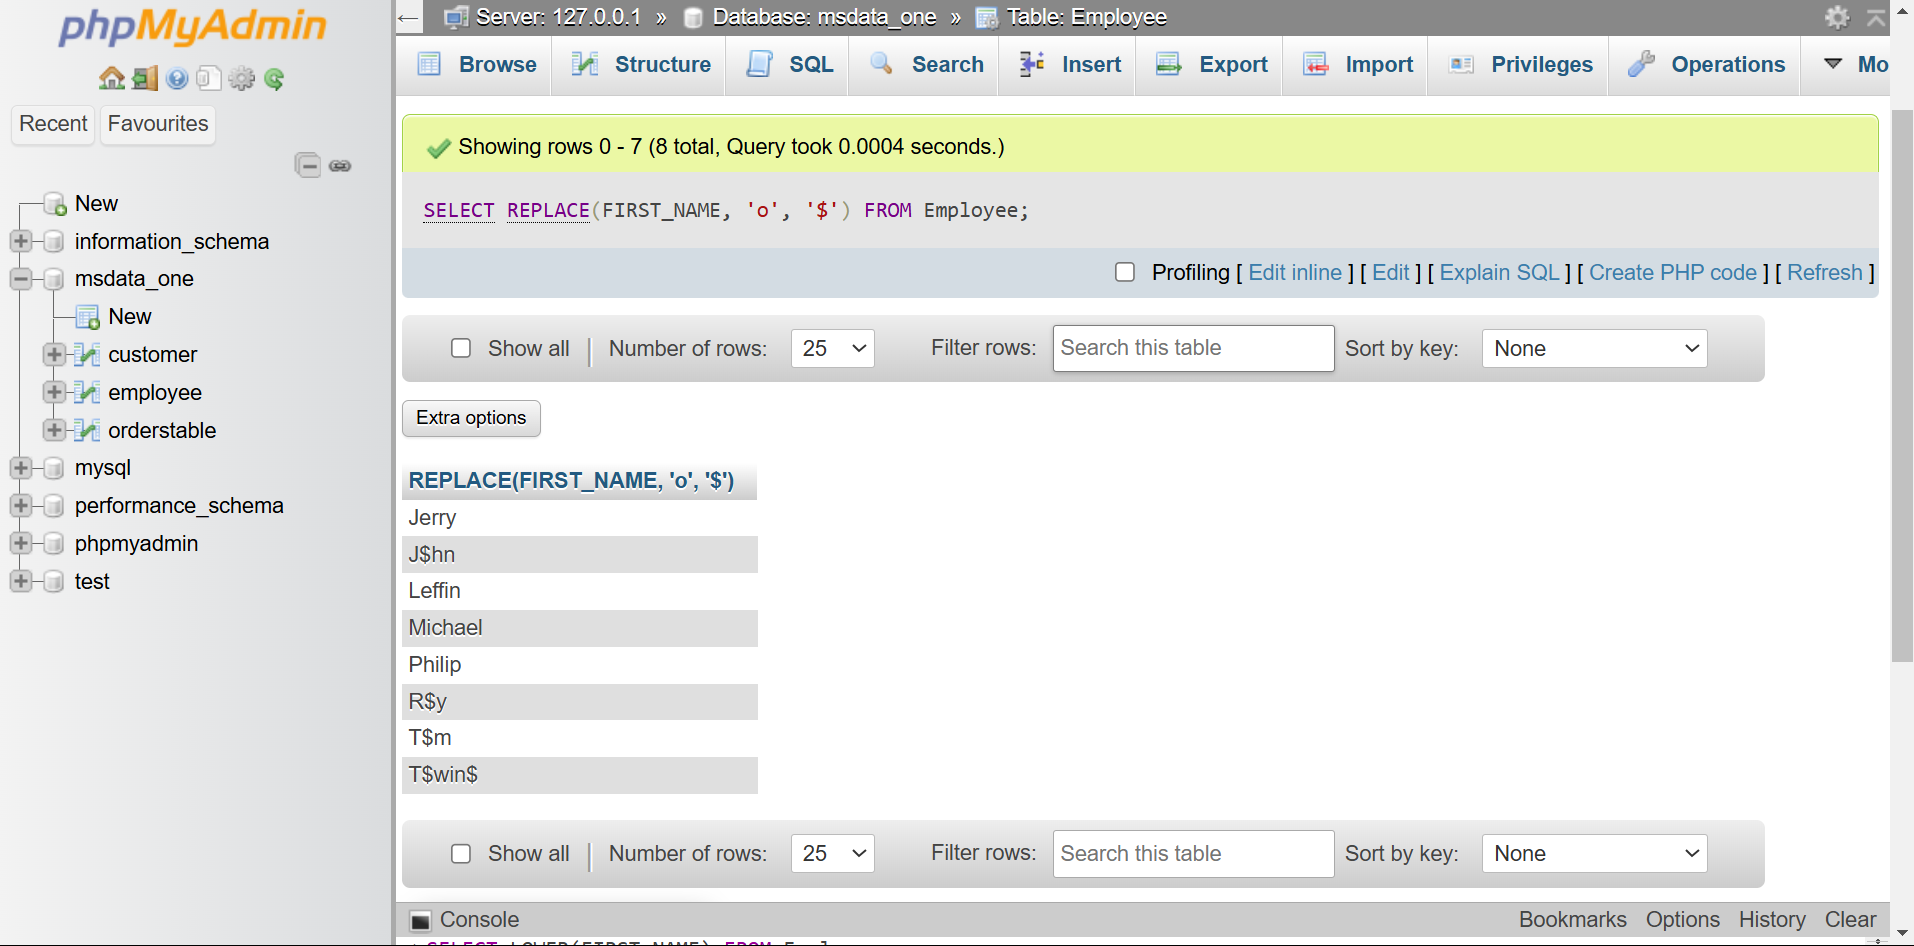 phpMyAdmin
Recent Favourites
New
information_schema
msdata_one
New
customer
employee
orderstable
mysql
performance_schema
phpmyadmin
test
← Server: 127.0.0.1 » Database: msdata_one » Table: Employee
Browse Structure SQL Search Insert Export Import Privileges Operations Mo
Showing rows 0 - 7 (8 total, Query took 0.0004 seconds.)
SELECT REPLACE(FIRST_NAME, 'o', '$') FROM Employee;
Profiling [ Edit inline ] [ Edit ] [ Explain SQL ] [ Create PHP code ] [ Refresh ]
Show all | Number of rows: 25 Filter rows: Search this table Sort by key: None
Extra options
REPLACE(FIRST_NAME, 'o', '$')
Jerry
J$hn
Leffin
Michael
Philip
R$y
T$m
T$win$
Show all | Number of rows: 25 Filter rows: Search this table Sort by key: None
Console Bookmarks Options History Clear
SELECT LOWER(FIRST_NAME) FROM